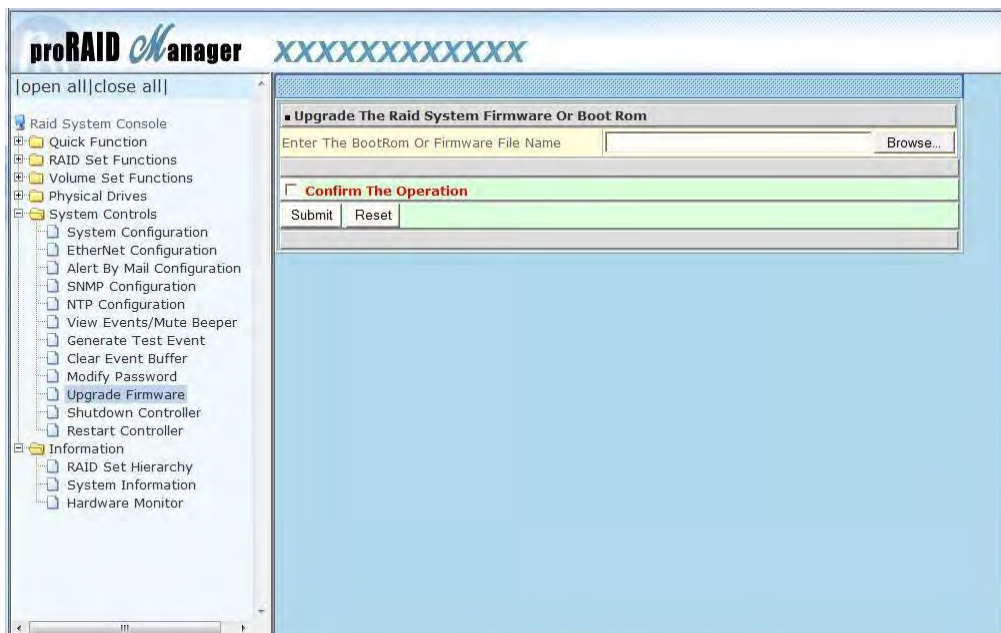 proRAID Manager XXXXXXXXXXXX
|open all|close all|
Raid System Console
Quick Function
RAID Set Functions
Volume Set Functions
Physical Drives
System Controls
System Configuration
EtherNet Configuration
Alert By Mail Configuration
SNMP Configuration
NTP Configuration
View Events/Mute Beeper
Generate Test Event
Clear Event Buffer
Modify Password
Upgrade Firmware
Shutdown Controller
Restart Controller
Information
RAID Set Hierarchy
System Information
Hardware Monitor
Upgrade The Raid System Firmware Or Boot Rom
Enter The BootRom Or Firmware File Name Browse...
Confirm The Operation
Submit Reset